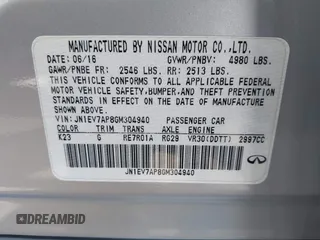 MANUFACTURED BY NISSAN MOTOR CO.,LTD.
DATE: 06/16 GVWR/PNBV: 4980 LBS.
GAWR/PNBE FR: 2546 LBS. RR: 2513 LBS.
THIS VEHICLE CONFORMS TO ALL APPLICABLE FEDERAL
MOTOR VEHICLE SAFETY,BUMPER,AND THEFT PREVENTION
STANDARDS IN EFFECT ON THE DATE OF MANUFACTURE
SHOWN ABOVE.
VIN: JN1EV7AP8GM304940 PASSENGER CAR
COLOR TRIM TRANS AXLE ENGINE
K23 G RE7R01A RG29 VR30(DDTT) 2997CC
JN1EV7AP8GM304940
INFINITI
DREAMBID